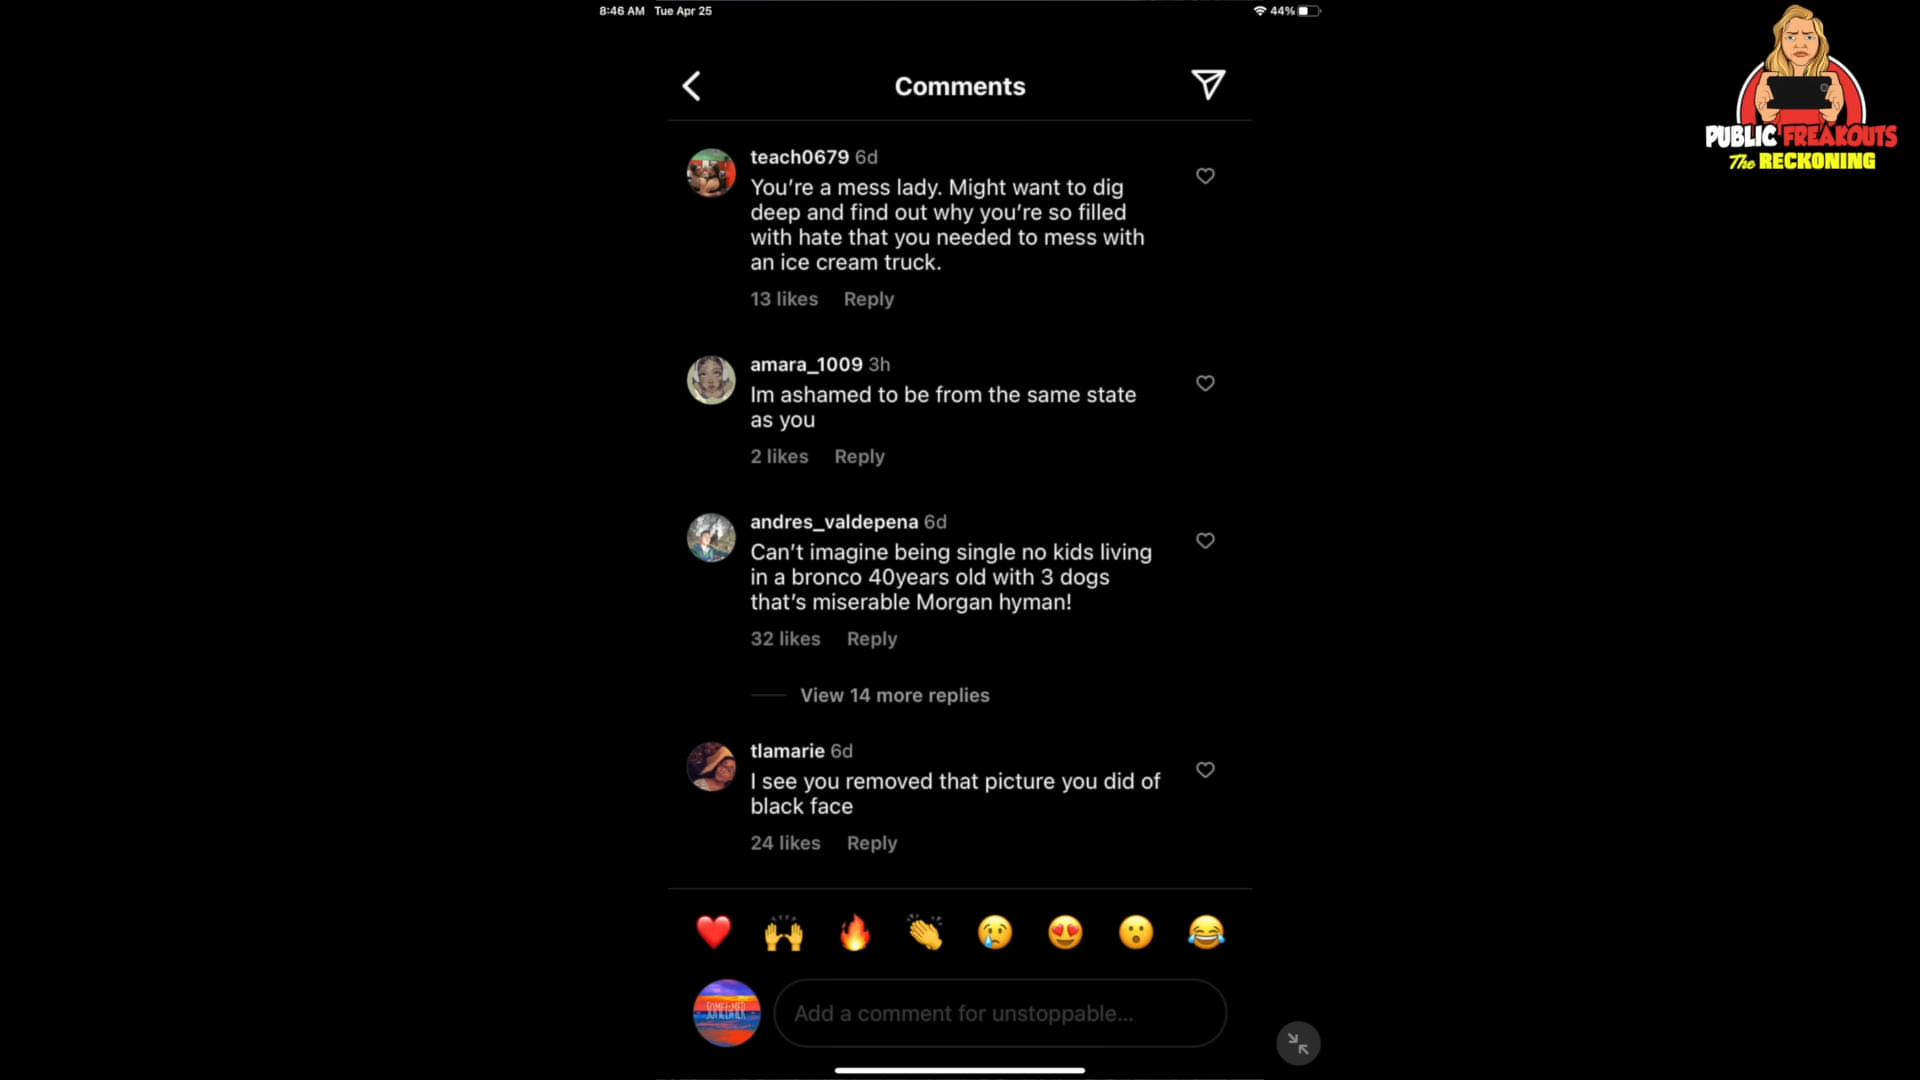 8:46 AM Tue Apr 25
44%
PUBLIC FREAKOUTS
The RECKONING
Comments
teach0679 6d
You're a mess lady. Might want to dig
deep and find out why you're so filled
with hate that you needed to mess with
an ice cream truck.
13 likes Reply
amara_1009 3h
Im ashamed to be from the same state
as you
2 likes Reply
andres_valdepena 6d
Can't imagine being single no kids living
in a bronco 40years old with 3 dogs
that's miserable Morgan hyman!
32 likes Reply
View 14 more replies
tlamarie 6d
I see you removed that picture you did of
black face
24 likes Reply
Add a comment for unstoppable...